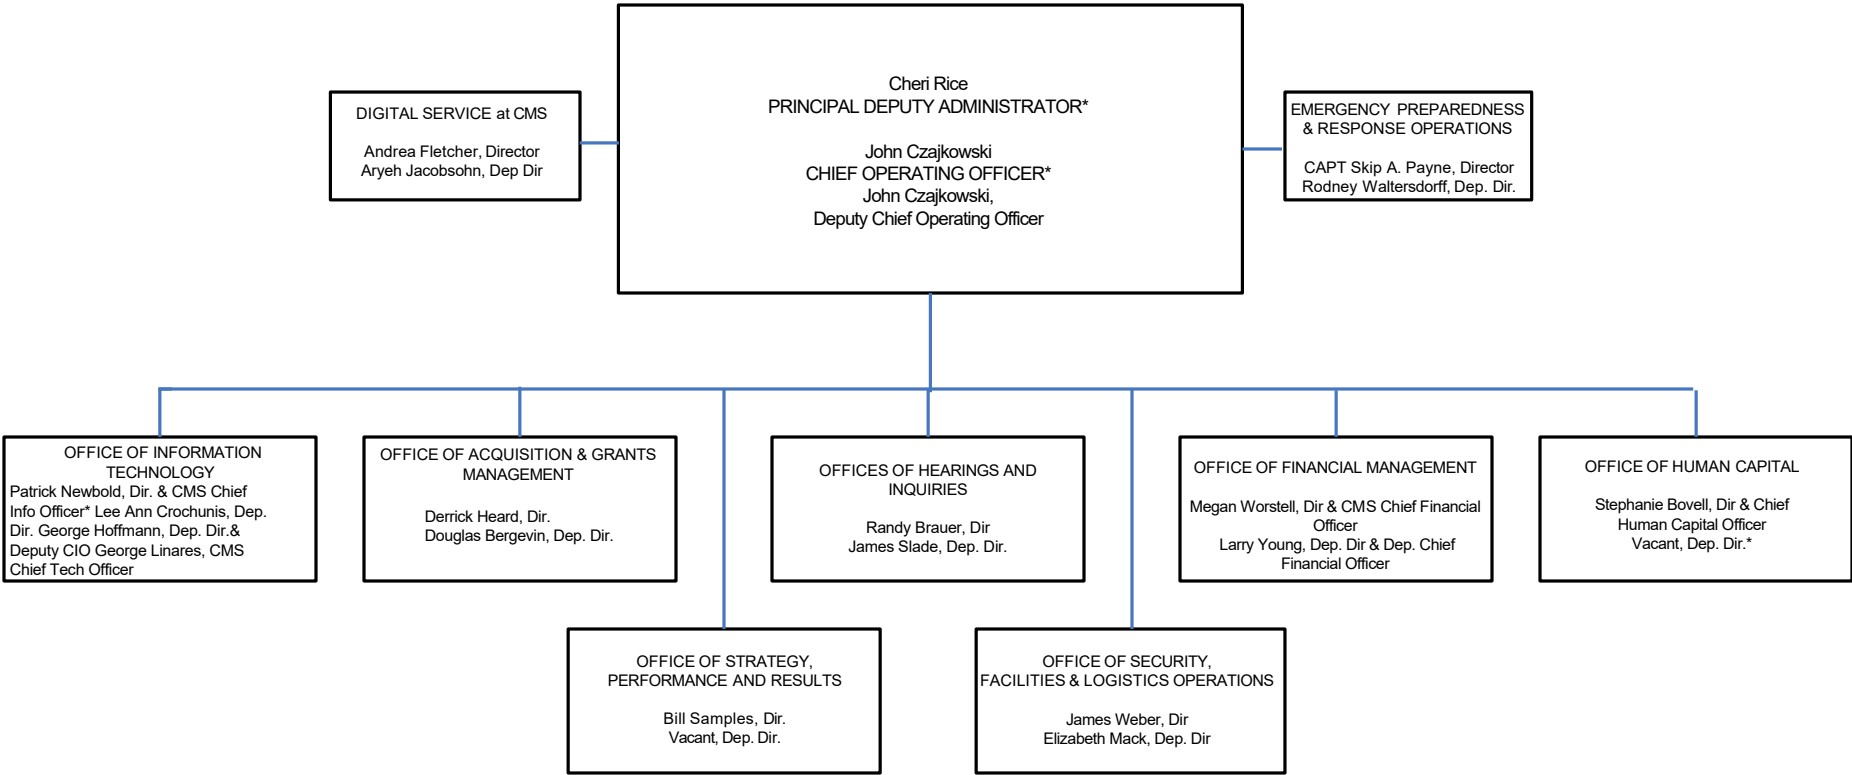 Cheri Rice
PRINCIPAL DEPUTY ADMINISTRATOR*
John Czajkowski
CHIEF OPERATING OFFICER*
John Czajkowski,
Deputy Chief Operating Officer
DIGITAL SERVICE at CMS
Andrea Fletcher, Director
Aryeh Jacobsohn, Dep Dir
EMERGENCY PREPAREDNESS
& RESPONSE OPERATIONS
CAPT Skip A. Payne, Director
Rodney Waltersdorff, Dep. Dir.
OFFICE OF INFORMATION
TECHNOLOGY
Patrick Newbold, Dir. & CMS Chief
Info Officer* Lee Ann Crochunis, Dep.
Dir. George Hoffmann, Dep. Dir.&
Deputy CIO George Linares, CMS
Chief Tech Officer
OFFICE OF ACQUISITION & GRANTS
MANAGEMENT
Derrick Heard, Dir.
Douglas Bergevin, Dep. Dir.
OFFICES OF HEARINGS AND
INQUIRIES
Randy Brauer, Dir
James Slade, Dep. Dir.
OFFICE OF FINANCIAL MANAGEMENT
Megan Worstell, Dir & CMS Chief Financial
Officer
Larry Young, Dep. Dir & Dep. Chief
Financial Officer
OFFICE OF HUMAN CAPITAL
Stephanie Bovell, Dir & Chief
Human Capital Officer
Vacant, Dep. Dir.*
OFFICE OF STRATEGY,
PERFORMANCE AND RESULTS
Bill Samples, Dir.
Vacant, Dep. Dir.
OFFICE OF SECURITY,
FACILITIES & LOGISTICS OPERATIONS
James Weber, Dir
Elizabeth Mack, Dep. Dir